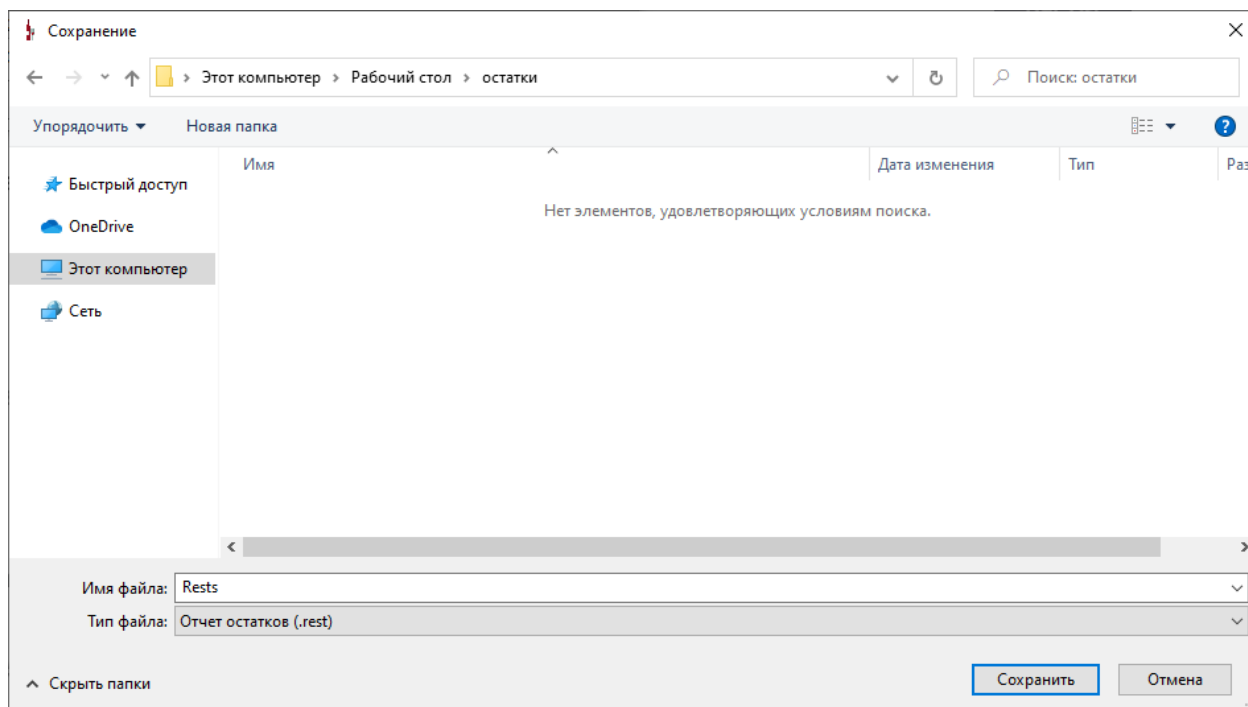 Сохранение
Этот компьютер › Рабочий стол › остатки
Поиск: остатки
Упорядочить
Новая папка
Имя
Дата изменения
Тип
Раз
Нет элементов, удовлетворяющих условиям поиска.
Быстрый доступ
OneDrive
Этот компьютер
Сеть
Имя файла: Rests
Тип файла: Отчет остатков (.rest)
Скрыть папки
Сохранить
Отмена